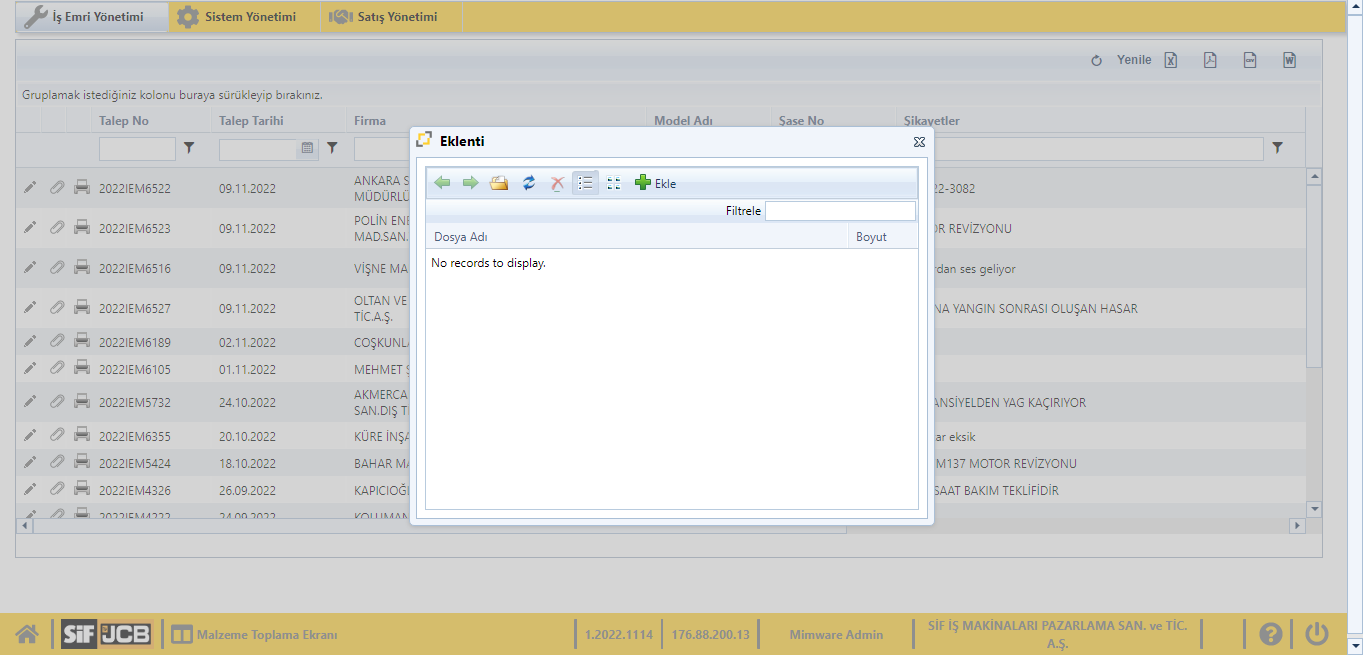 İş Emri Yönetimi
Sistem Yönetimi
Satış Yönetimi
Yenile
Gruplamak istediğiniz kolonu buraya sürükleyip bırakınız.
Talep No Talep Tarihi Firma Model Adı Şase No Şikayetler
Eklenti
Ekle
Filtrele
Dosya Adı Boyut
No records to display.
2022IEM6522 09.11.2022 ANKARA S
MÜDÜRLÜ
22-3082
2022IEM6523 09.11.2022 POLİN ENE
MAD.SAN.
OR REVİZYONU
2022IEM6516 09.11.2022 VİŞNE MA
rdan ses geliyor
2022IEM6527 09.11.2022 OLTAN VE
TİC.A.Ş.
NA YANGIN SONRASI OLUŞAN HASAR
2022IEM6189 02.11.2022 COŞKUNLA
2022IEM6105 01.11.2022 MEHMET Ş
2022IEM5732 24.10.2022 AKMERCA
SAN.DIŞ T
ANSİYELDEN YAG KAÇIRIYOR
2022IEM6355 20.10.2022 KÜRE İNŞA
ar eksik
2022IEM5424 18.10.2022 BAHAR MA
M137 MOTOR REVİZYONU
2022IEM4326 26.09.2022 KAPICIOĞL
SAAT BAKIM TEKLİFİDİR
2022IEM4222 24.09.2022 KOLUMAN
SİF JCB
Malzeme Toplama Ekranı
1.2022.1114
176.88.200.13
Mimware Admin
SİF İŞ MAKİNALARI PAZARLAMA SAN. ve TİC.
A.Ş.